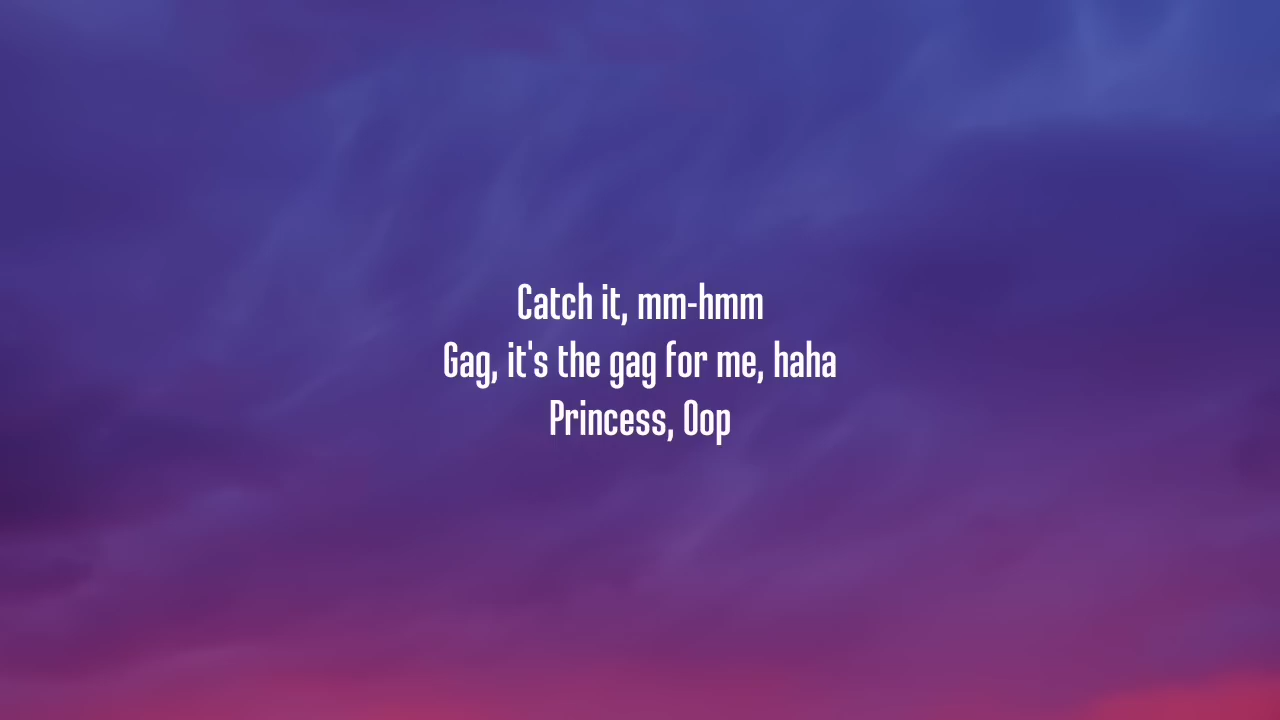 Catch it, mm-hmm
Gag, it's the gag for me, haha
Princess, Oop